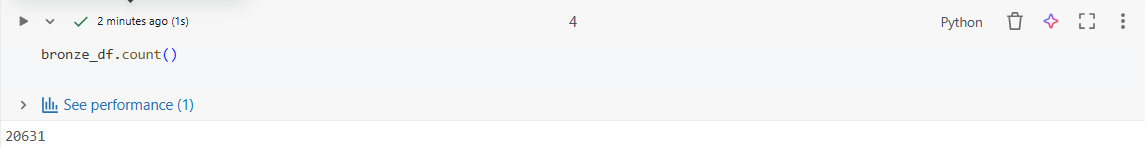 2 minutes ago (1s) 4 Python
bronze_df.count()
See performance (1)
20631